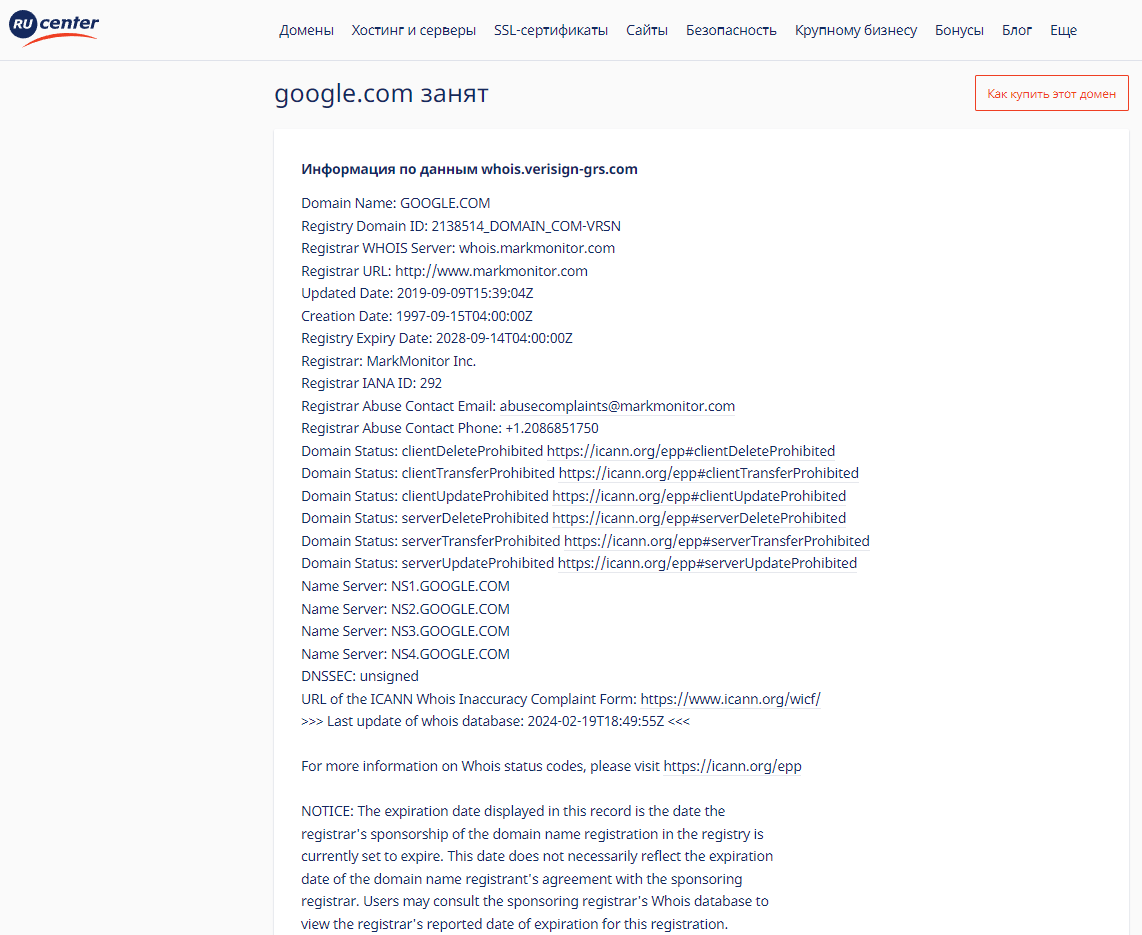 RU center
Домены Хостинг и серверы SSL-сертификаты Сайты Безопасность Крупному бизнесу Бонусы Блог Еще
google.com занят
Как купить этот домен
Информация по данным whois.verisign-grs.com
Domain Name: GOOGLE.COM
Registry Domain ID: 2138514_DOMAIN_COM-VRSN
Registrar WHOIS Server: whois.markmonitor.com
Registrar URL: http://www.markmonitor.com
Updated Date: 2019-09-09T15:39:04Z
Creation Date: 1997-09-15T04:00:00Z
Registry Expiry Date: 2028-09-14T04:00:00Z
Registrar: MarkMonitor Inc.
Registrar IANA ID: 292
Registrar Abuse Contact Email: abusecomplaints@markmonitor.com
Registrar Abuse Contact Phone: +1.2086851750
Domain Status: clientDeleteProhibited https://icann.org/epp#clientDeleteProhibited
Domain Status: clientTransferProhibited https://icann.org/epp#clientTransferProhibited
Domain Status: clientUpdateProhibited https://icann.org/epp#clientUpdateProhibited
Domain Status: serverDeleteProhibited https://icann.org/epp#serverDeleteProhibited
Domain Status: serverTransferProhibited https://icann.org/epp#serverTransferProhibited
Domain Status: serverUpdateProhibited https://icann.org/epp#serverUpdateProhibited
Name Server: NS1.GOOGLE.COM
Name Server: NS2.GOOGLE.COM
Name Server: NS3.GOOGLE.COM
Name Server: NS4.GOOGLE.COM
DNSSEC: unsigned
URL of the ICANN Whois Inaccuracy Complaint Form: https://www.icann.org/wicf/
>>> Last update of whois database: 2024-02-19T18:49:55Z <<<
For more information on Whois status codes, please visit https://icann.org/epp
NOTICE: The expiration date displayed in this record is the date the
registrar's sponsorship of the domain name registration in the registry is
currently set to expire. This date does not necessarily reflect the expiration
date of the domain name registrant's agreement with the sponsoring
registrar. Users may consult the sponsoring registrar's Whois database to
view the registrar's reported date of expiration for this registration.